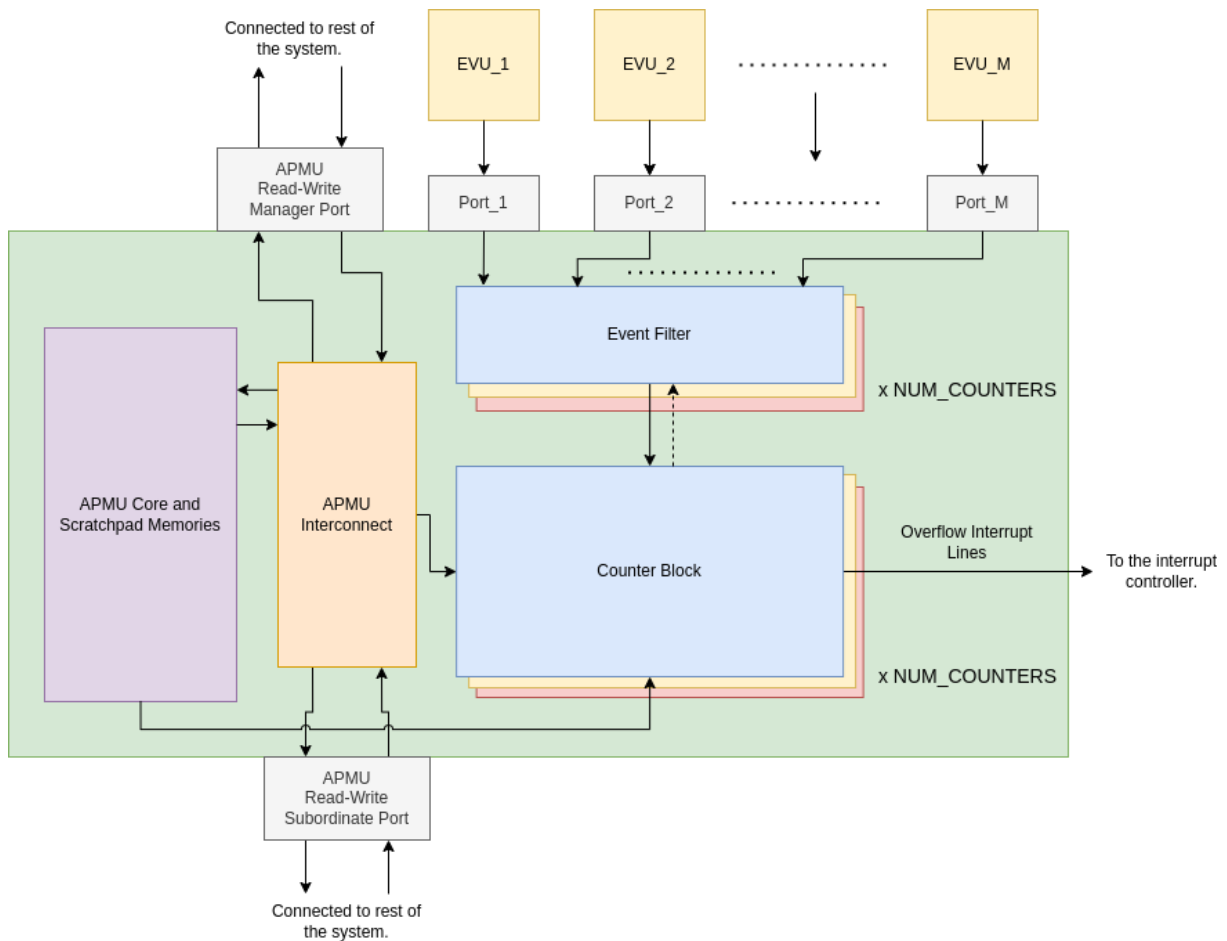 Connected to rest of
the system.
EVU_1
EVU_2
EVU_M
APMU
Read-Write
Manager Port
Port_1
Port_2
Port_M
Event Filter
x NUM_COUNTERS
APMU Core and
Scratchpad Memories
APMU
Interconnect
Counter Block
Overflow Interrupt
Lines
To the interrupt
controller.
x NUM_COUNTERS
APMU
Read-Write
Subordinate Port
Connected to rest of
the system.